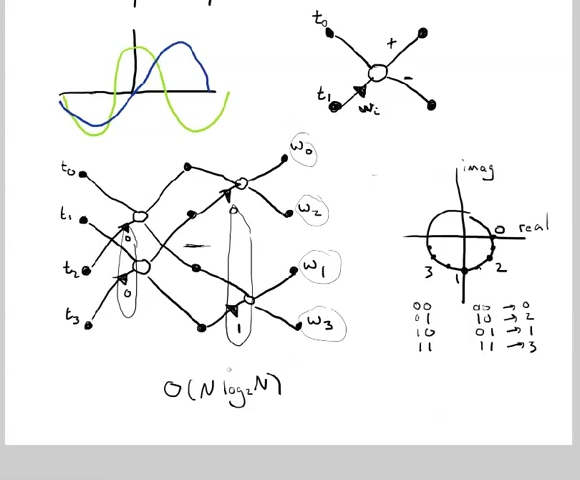 t0
+
-
t1
wi
t0
w0
t1
w2
t2
0
0
0
t3
w1
1
w3
imag
real
0
3
1
2
00 00 → 0
01 10 → 2
10 01 → 1
11 11 → 3
O(N log2 N)